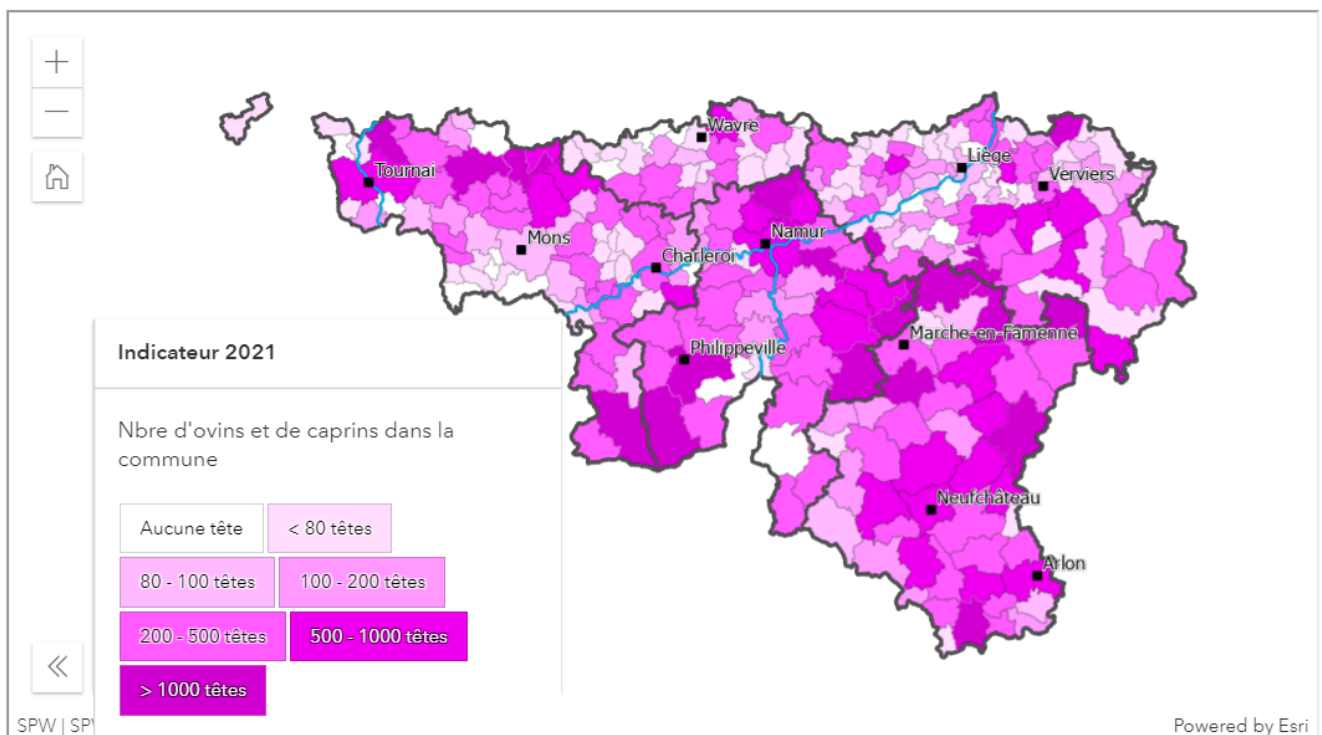 Wavre
Tournai
Liège
Verviers
Mons
Namur
Charleroi
Marche-en-Famenne
Philippeville
Neufchâteau
Arlon
Indicateur 2021
Nbre d'ovins et de caprins dans la
commune
Aucune tête
< 80 têtes
80 - 100 têtes
100 - 200 têtes
200 - 500 têtes
500 - 1000 têtes
> 1000 têtes
SPW | SPW
Powered by Esri